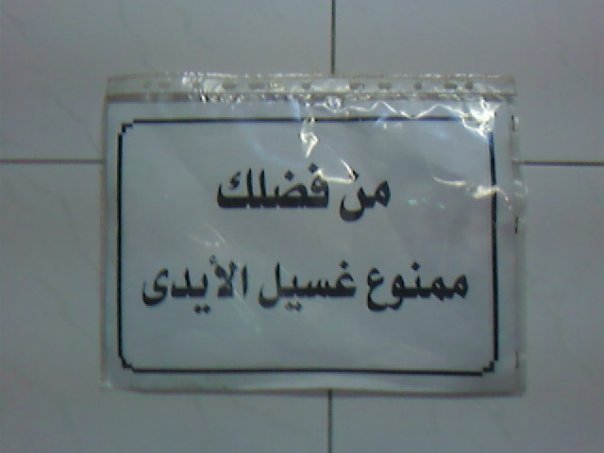 من فضلك
ممنوع غسيل الأيدى